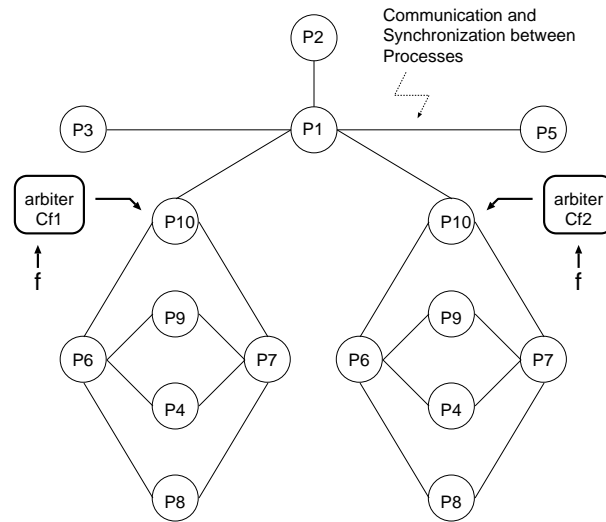 Communication and
Synchronization between
Processes
P2
P3
P1
P5
arbiter
Cf1
P10
P10
arbiter
Cf2
f
f
P9
P9
P6
P7
P6
P7
P4
P4
P8
P8